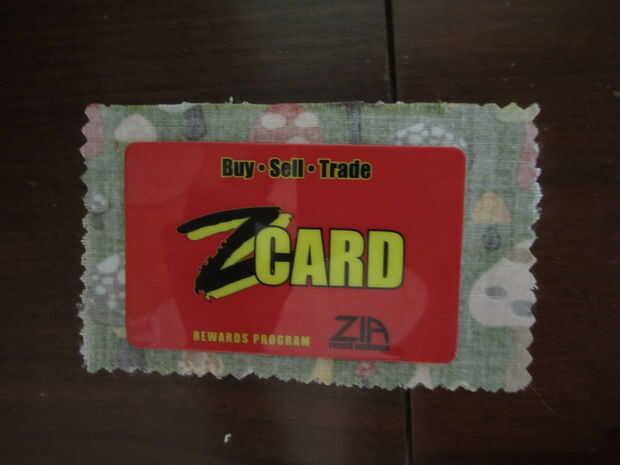 Buy • Sell • Trade
ZCARD
REWARDS PROGRAM
ZIA